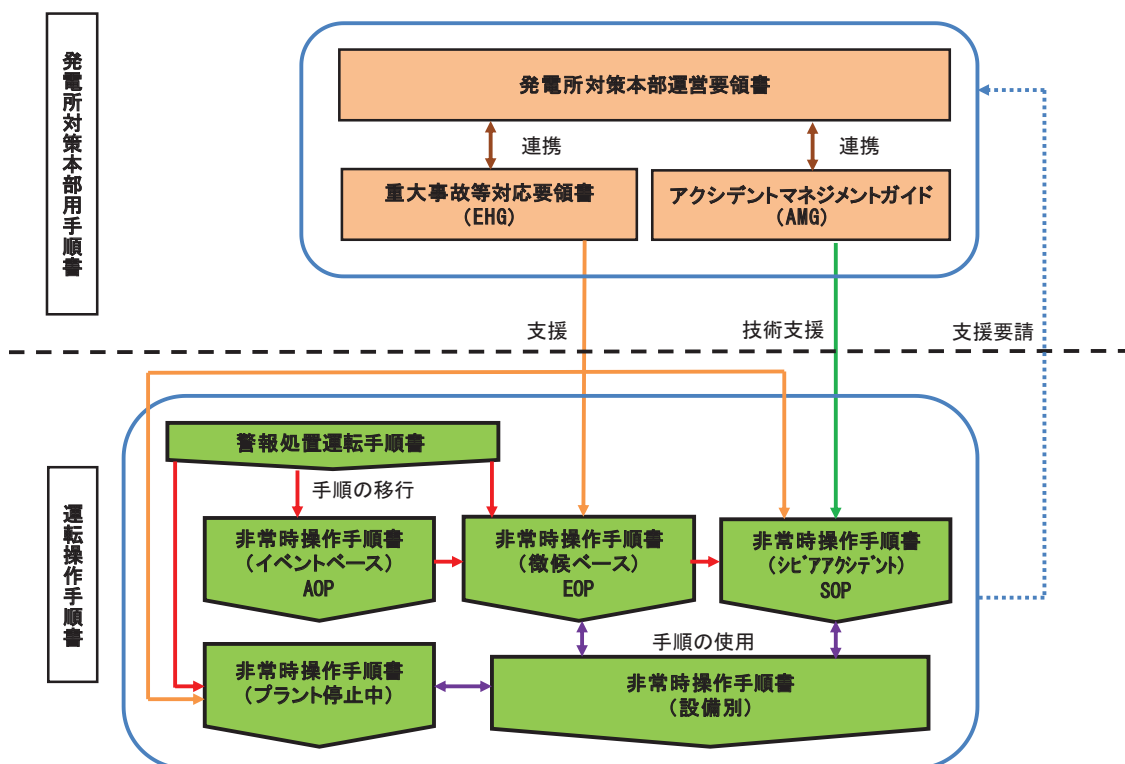 発電所対策本部用手順書
発電所対策本部運営要領書
連携
連携
重大事故等対応要領書
(EHG)
アクシデントマネジメントガイド
(AMG)
支援
技術支援
支援要請
運転操作手順書
警報処置運転手順書
手順の移行
非常時操作手順書
(イベントベース)
AOP
非常時操作手順書
(徴候ベース)
EOP
非常時操作手順書
(シビアアクシデント)
SOP
手順の使用
非常時操作手順書
(プラント停止中)
非常時操作手順書
(設備別)